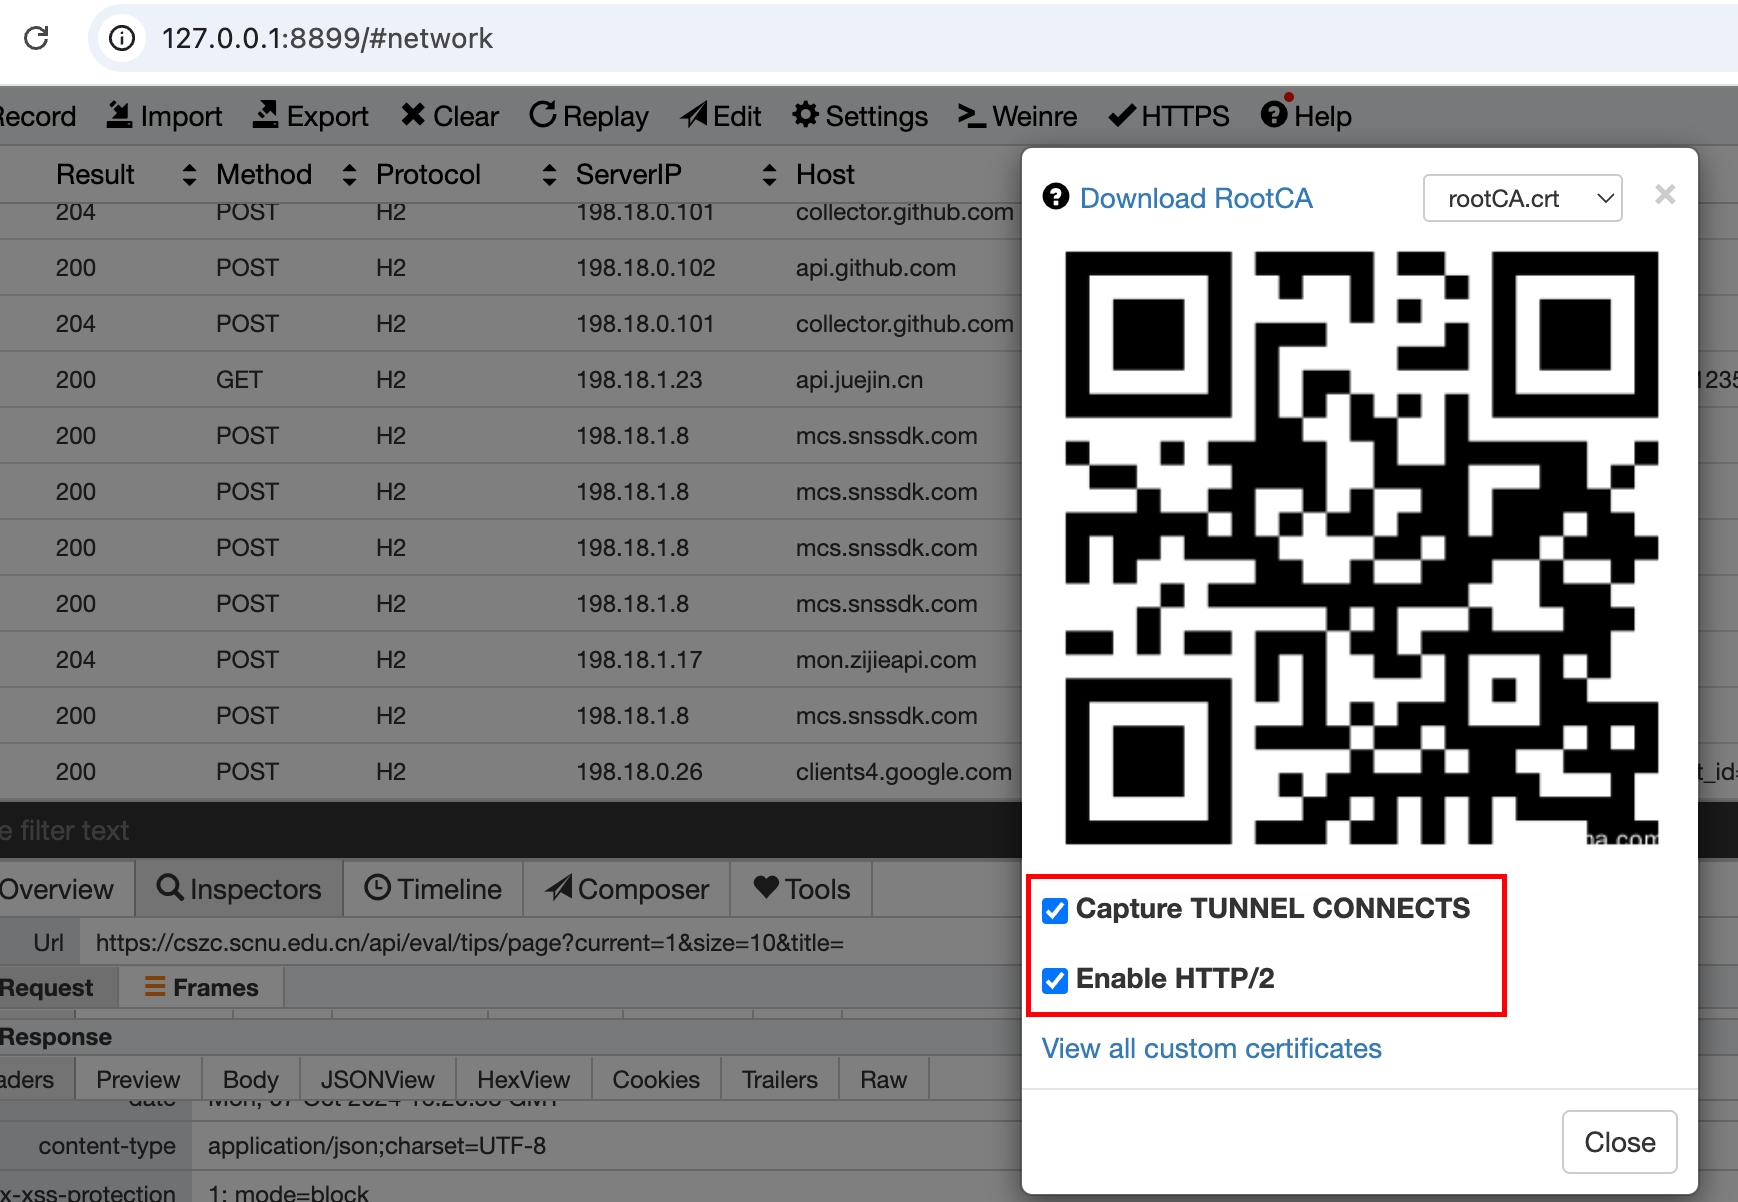 127.0.0.1:8899/#network
Record Import Export Clear Replay Edit Settings Weinre HTTPS Help
Result Method Protocol ServerIP Host
204 POST H2 198.18.0.101 collector.github.com
200 POST H2 198.18.0.102 api.github.com
204 POST H2 198.18.0.101 collector.github.com
200 GET H2 198.18.1.23 api.juejin.cn 1235
200 POST H2 198.18.1.8 mcs.snssdk.com
200 POST H2 198.18.1.8 mcs.snssdk.com
200 POST H2 198.18.1.8 mcs.snssdk.com
200 POST H2 198.18.1.8 mcs.snssdk.com
204 POST H2 198.18.1.17 mon.zijieapi.com
200 POST H2 198.18.1.8 mcs.snssdk.com
200 POST H2 198.18.0.26 clients4.google.com t_id=
e filter text
Overview Inspectors Timeline Composer Tools
Url https://cszc.scnu.edu.cn/api/eval/tips/page?current=1&size=10&title=
Request Frames
Response
aders Preview Body JSONView HexView Cookies Trailers Raw
date Mon, 07 Oct 2024
content-type application/json;charset=UTF-8
x-xss-protection 1; mode=block
Download RootCA rootCA.crt ×
Capture TUNNEL CONNECTS
Enable HTTP/2
View all custom certificates
Close